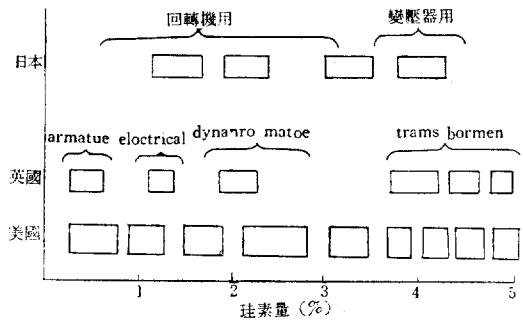 回轉機用
變壓器用
日本
armatue eloctrical dynanro matoe trams bormen
英國
美國
1 2 3 4 5
珪素量 (%)